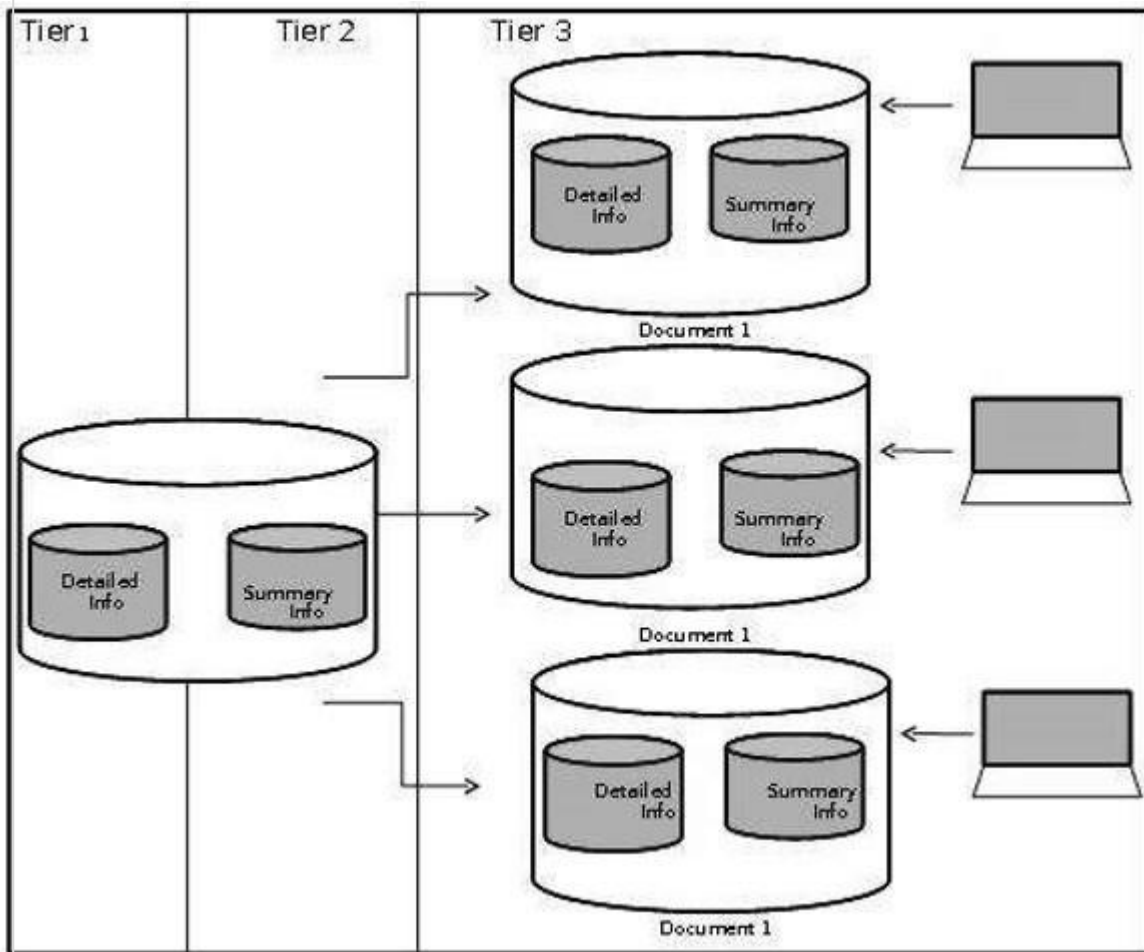 Tier 1
Tier 2
Tier 3
Detailed
Info
Summary
Info
Document 1
Detailed
Info
Summary
Info
Detailed
Info
Summary
Info
Document 1
Detailed
Info
Summary
Info
Document 1